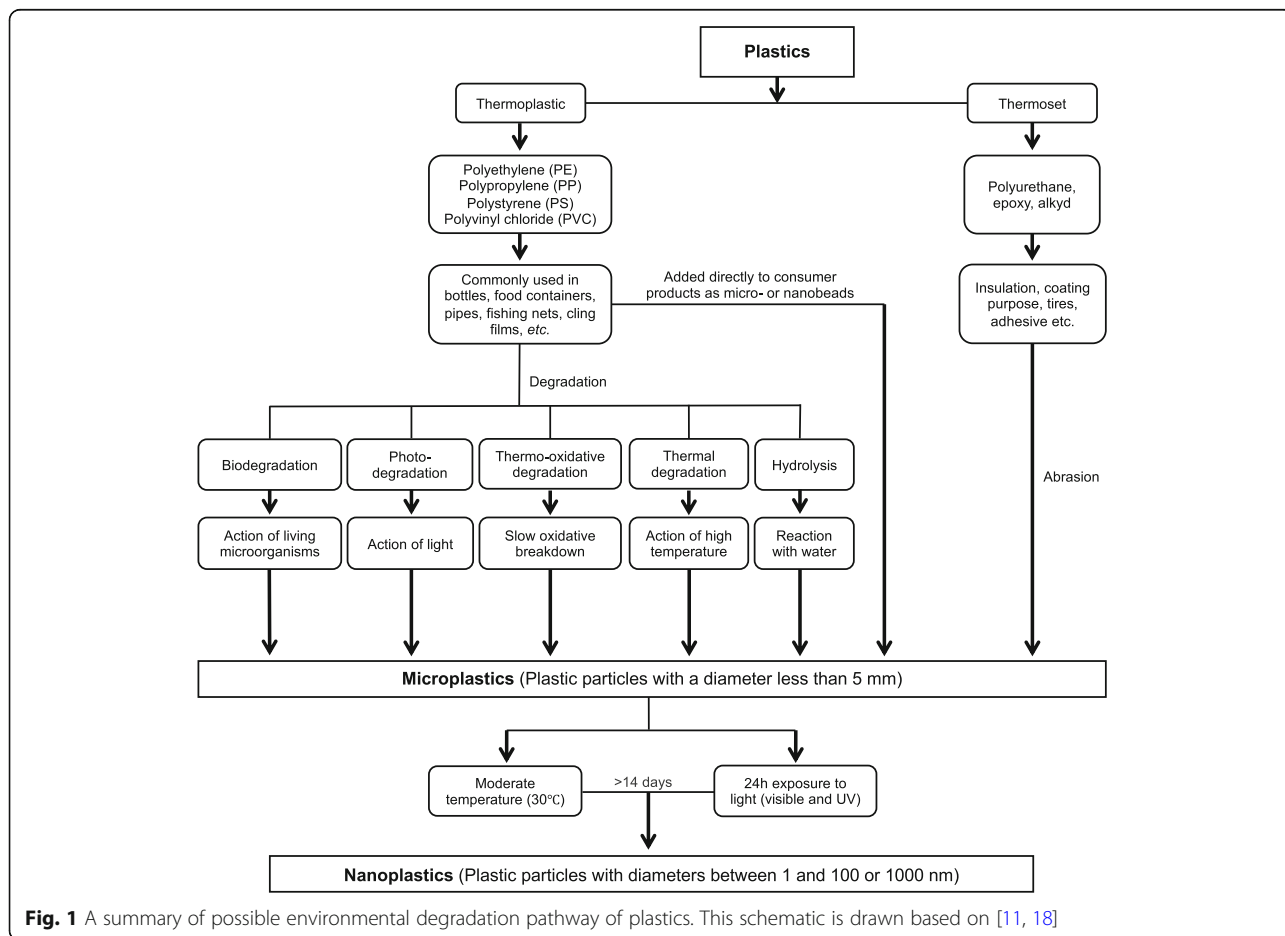 Plastics
Thermoplastic
Thermoset
Polyethylene (PE)
Polypropylene (PP)
Polystyrene (PS)
Polyvinyl chloride (PVC)
Polyurethane,
epoxy, alkyd
Commonly used in
bottles, food containers,
pipes, fishing nets, cling
films, etc.
Added directly to consumer
products as micro- or nanobeads
Insulation, coating
purpose, tires,
adhesive etc.
Degradation
Biodegradation
Photo-
degradation
Thermo-oxidative
degradation
Thermal
degradation
Hydrolysis
Abrasion
Action of living
microorganisms
Action of light
Slow oxidative
breakdown
Action of high
temperature
Reaction
with water
Microplastics (Plastic particles with a diameter less than 5 mm)
Moderate
temperature (30℃)
>14 days
24h exposure to
light (visible and UV)
Nanoplastics (Plastic particles with diameters between 1 and 100 or 1000 nm)
Fig. 1 A summary of possible environmental degradation pathway of plastics. This schematic is drawn based on [11, 18]